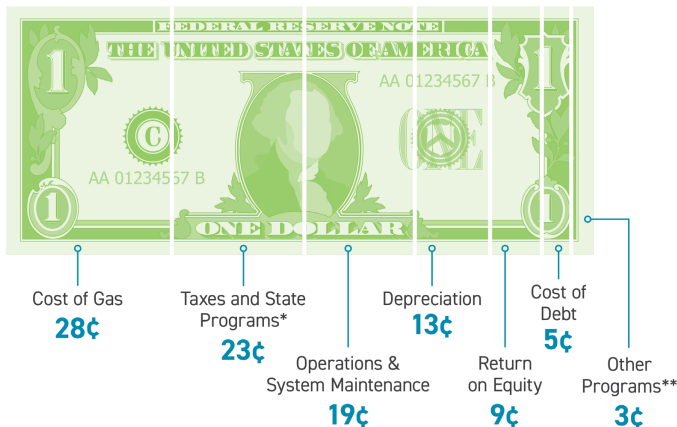 FEDERAL RESERVE NOTE
THE UNITED STATES OF AMERICA
1
1
AA 01234567 B
C
ONE
AA 01234567 B
1
1
ONE DOLLAR
Cost of Gas
28¢
Taxes and State
Programs*
23¢
Operations &
System Maintenance
19¢
Depreciation
13¢
Return
on Equity
9¢
Cost of
Debt
5¢
Other
Programs**
3¢